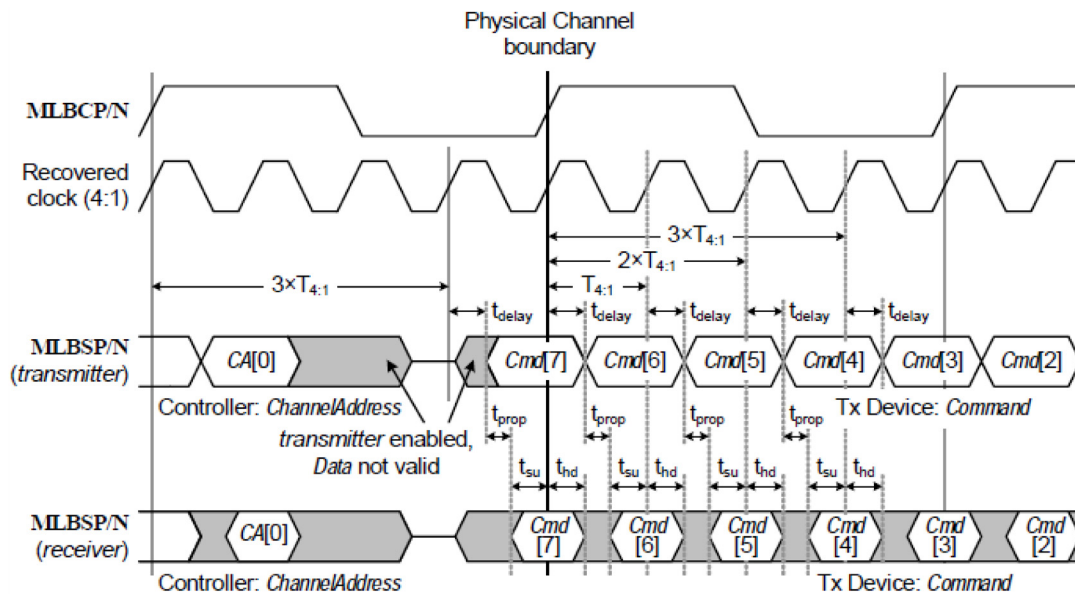 Physical Channel
boundary
MLBCP/N
Recovered
clock (4:1)
3×T4:1
2×T4:1
3×T4:1
T4:1
tdelay
tdelay
tdelay
tdelay
tdelay
MLBSP/N
(transmitter)
CA[0]
Cmd[7]
Cmd[6]
Cmd[5]
Cmd[4]
Cmd[3]
Cmd[2]
Controller: ChannelAddress
Tx Device: Command
transmitter enabled,
Data not valid
tprop
tprop
tprop
tprop
tsu
thd
tsu
thd
tsu
thd
tsu
thd
MLBSP/N
(receiver)
CA[0]
Cmd
[7]
Cmd
[6]
Cmd
[5]
Cmd
[4]
Cmd
[3]
Cmd
[2]
Controller: ChannelAddress
Tx Device: Command